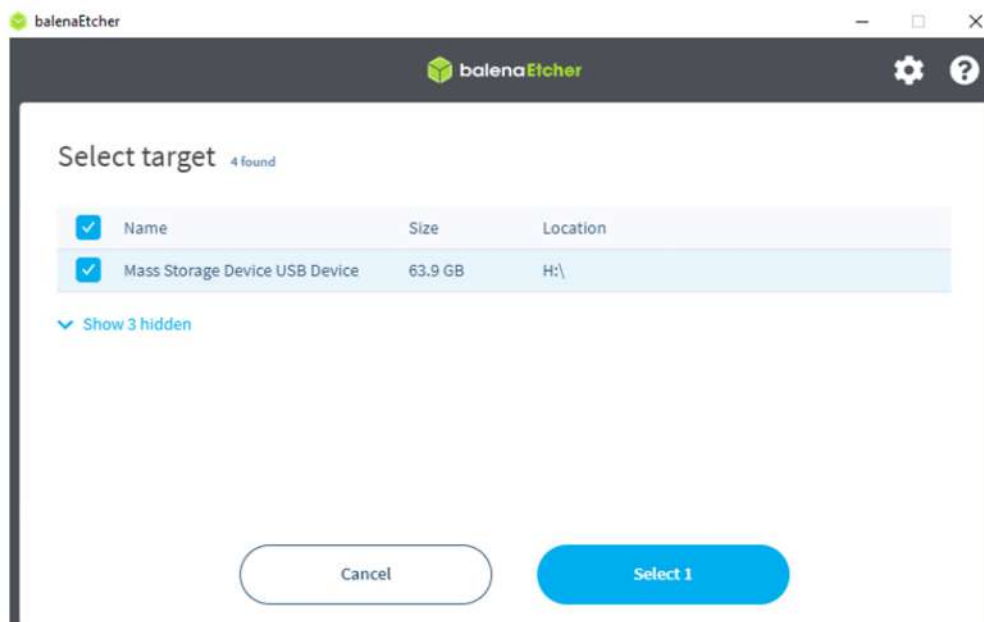 balenaEtcher
balenaEtcher
Select target 4 found
Name Size Location
Mass Storage Device USB Device 63.9 GB H:\
Show 3 hidden
Cancel Select 1